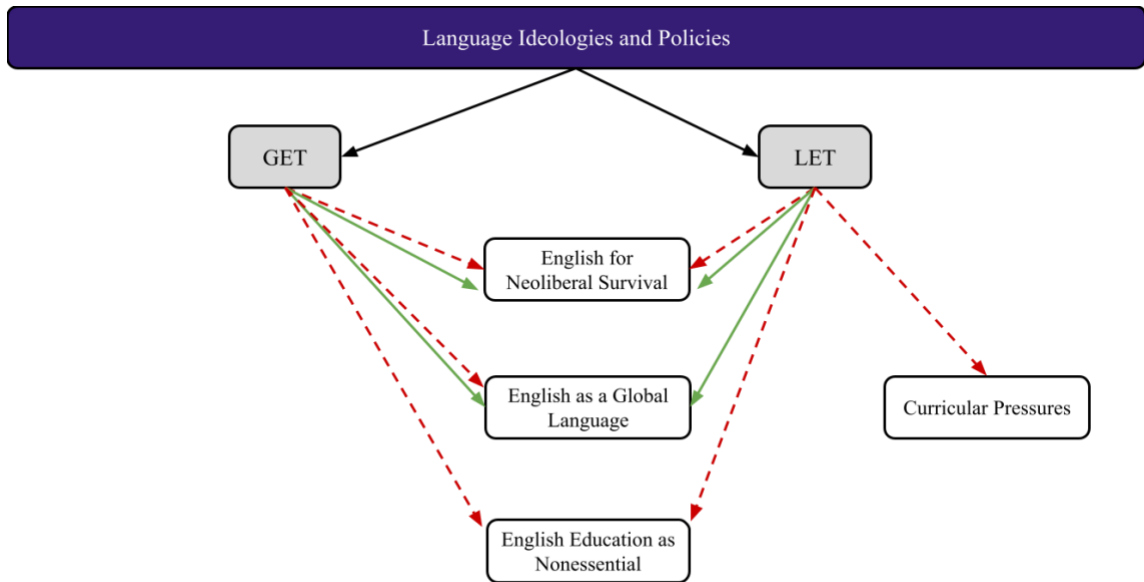 Language Ideologies and Policies
GET
LET
English for
Neoliberal Survival
English as a Global
Language
Curricular Pressures
English Education as
Nonessential